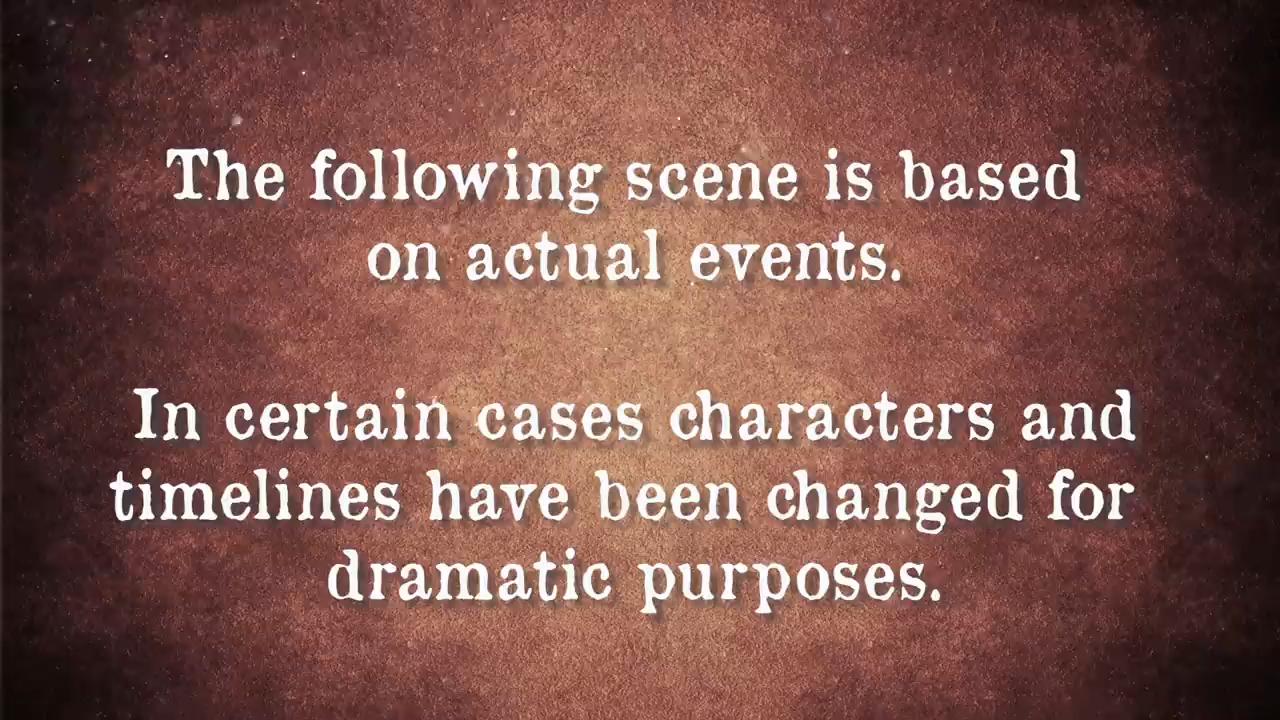 The following scene is based
on actual events.
In certain cases characters and
timelines have been changed for
dramatic purposes.